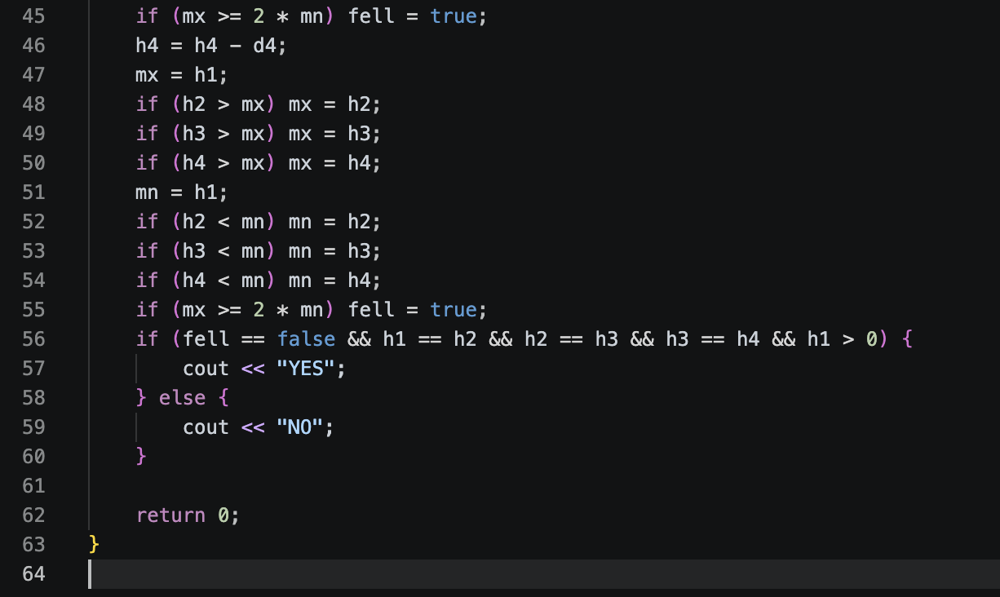 45 if (mx >= 2 * mn) fell = true;
46 h4 = h4 - d4;
47 mx = h1;
48 if (h2 > mx) mx = h2;
49 if (h3 > mx) mx = h3;
50 if (h4 > mx) mx = h4;
51 mn = h1;
52 if (h2 < mn) mn = h2;
53 if (h3 < mn) mn = h3;
54 if (h4 < mn) mn = h4;
55 if (mx >= 2 * mn) fell = true;
56 if (fell == false && h1 == h2 && h2 == h3 && h3 == h4 && h1 > 0) {
57 cout << "YES";
58 } else {
59 cout << "NO";
60 }
61
62 return 0;
63 }
64